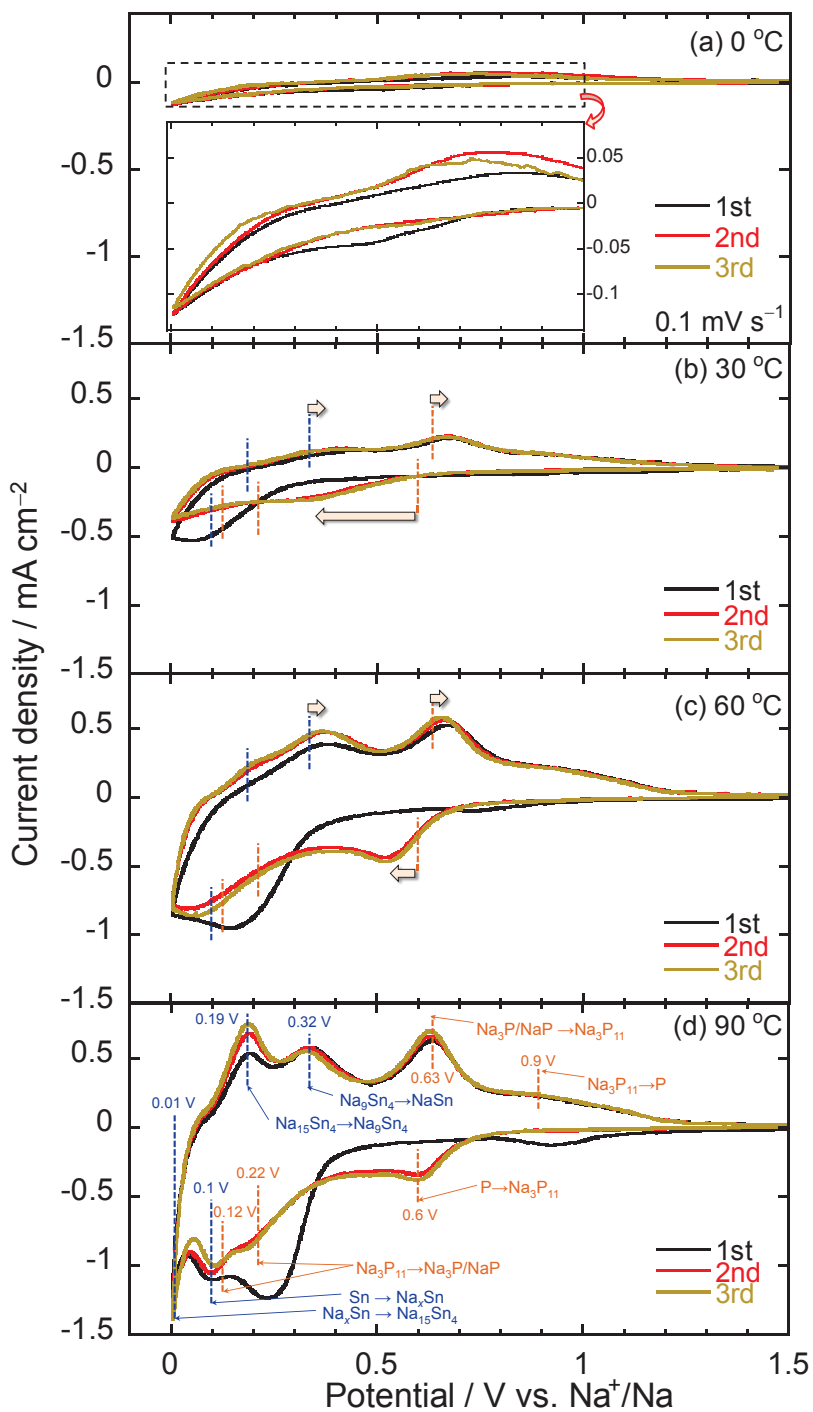 (a) 0 °C
0
-0.5
-1
-1.5
0.05
0
-0.05
-0.1
1st
2nd
3rd
0.1 mV s⁻¹
(b) 30 °C
0.5
0
-0.5
-1
-1.5
1st
2nd
3rd
Current density / mA cm⁻²
(c) 60 °C
0.5
0
-0.5
-1
-1.5
1st
2nd
3rd
(d) 90 °C
0.5
0
-0.5
-1
-1.5
0.01 V
0.19 V
0.32 V
Na₃P/NaP →Na₃P₁₁
0.63 V
0.9 V
Na₃P₁₁→P
Na₉Sn₄→NaSn
Na₁₅Sn₄→Na₉Sn₄
0.1 V
0.12 V
0.22 V
P→Na₃P₁₁
0.6 V
Na₃P₁₁→Na₃P/NaP
Sn → NaₓSn
NaₓSn → Na₁₅Sn₄
1st
2nd
3rd
0
0.5
1
1.5
Potential / V vs. Na⁺/Na